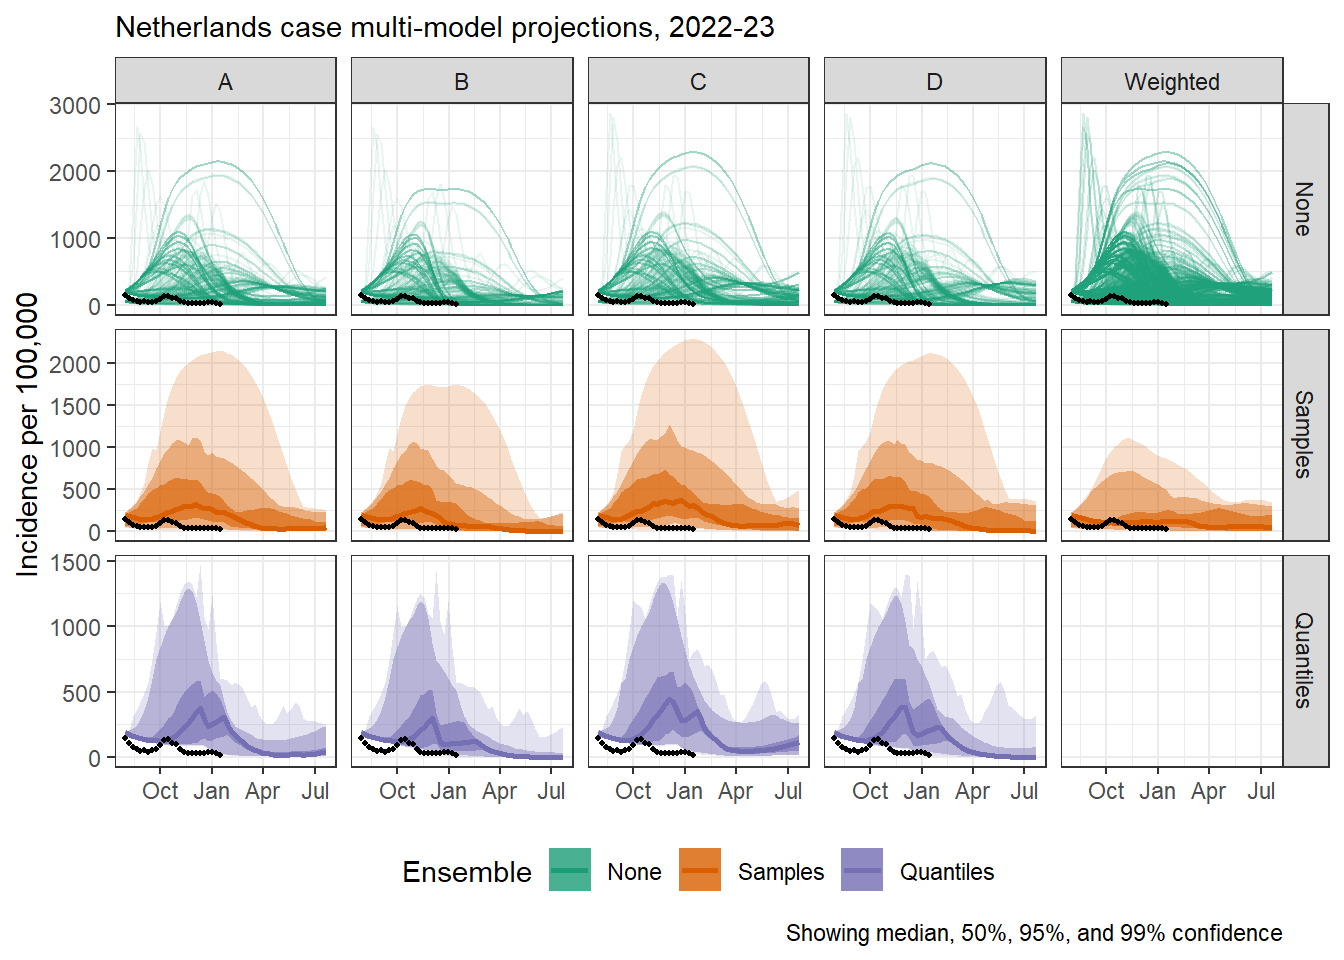 Netherlands case multi-model projections, 2022-23
A B C D Weighted
3000
2000
1000
0
None
2000
1500
1000
500
0
Samples
1500
1000
500
0
Quantiles
Incidence per 100,000
Oct Jan Apr Jul Oct Jan Apr Jul Oct Jan Apr Jul Oct Jan Apr Jul Oct Jan Apr Jul
Ensemble None Samples Quantiles
Showing median, 50%, 95%, and 99% confidence